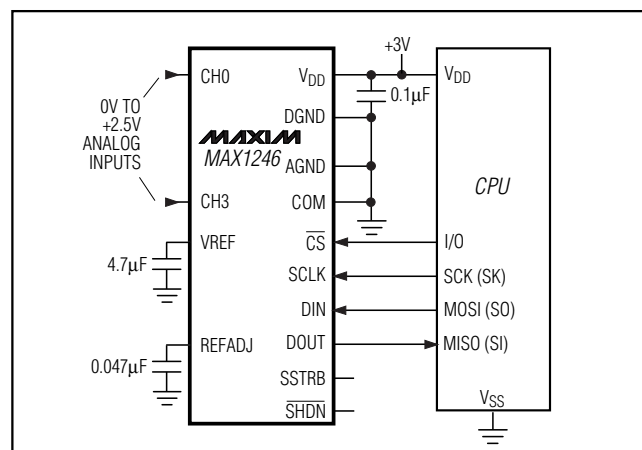 +3V
CH0
VDD
VDD
0.1µF
0V TO
+2.5V
ANALOG
INPUTS
DGND
MAXIM
MAX1246
AGND
CPU
CH3
COM
VREF
CS
I/O
4.7µF
SCLK
SCK (SK)
DIN
MOSI (SO)
REFADJ
DOUT
MISO (SI)
0.047µF
SSTRB
SHDN
VSS